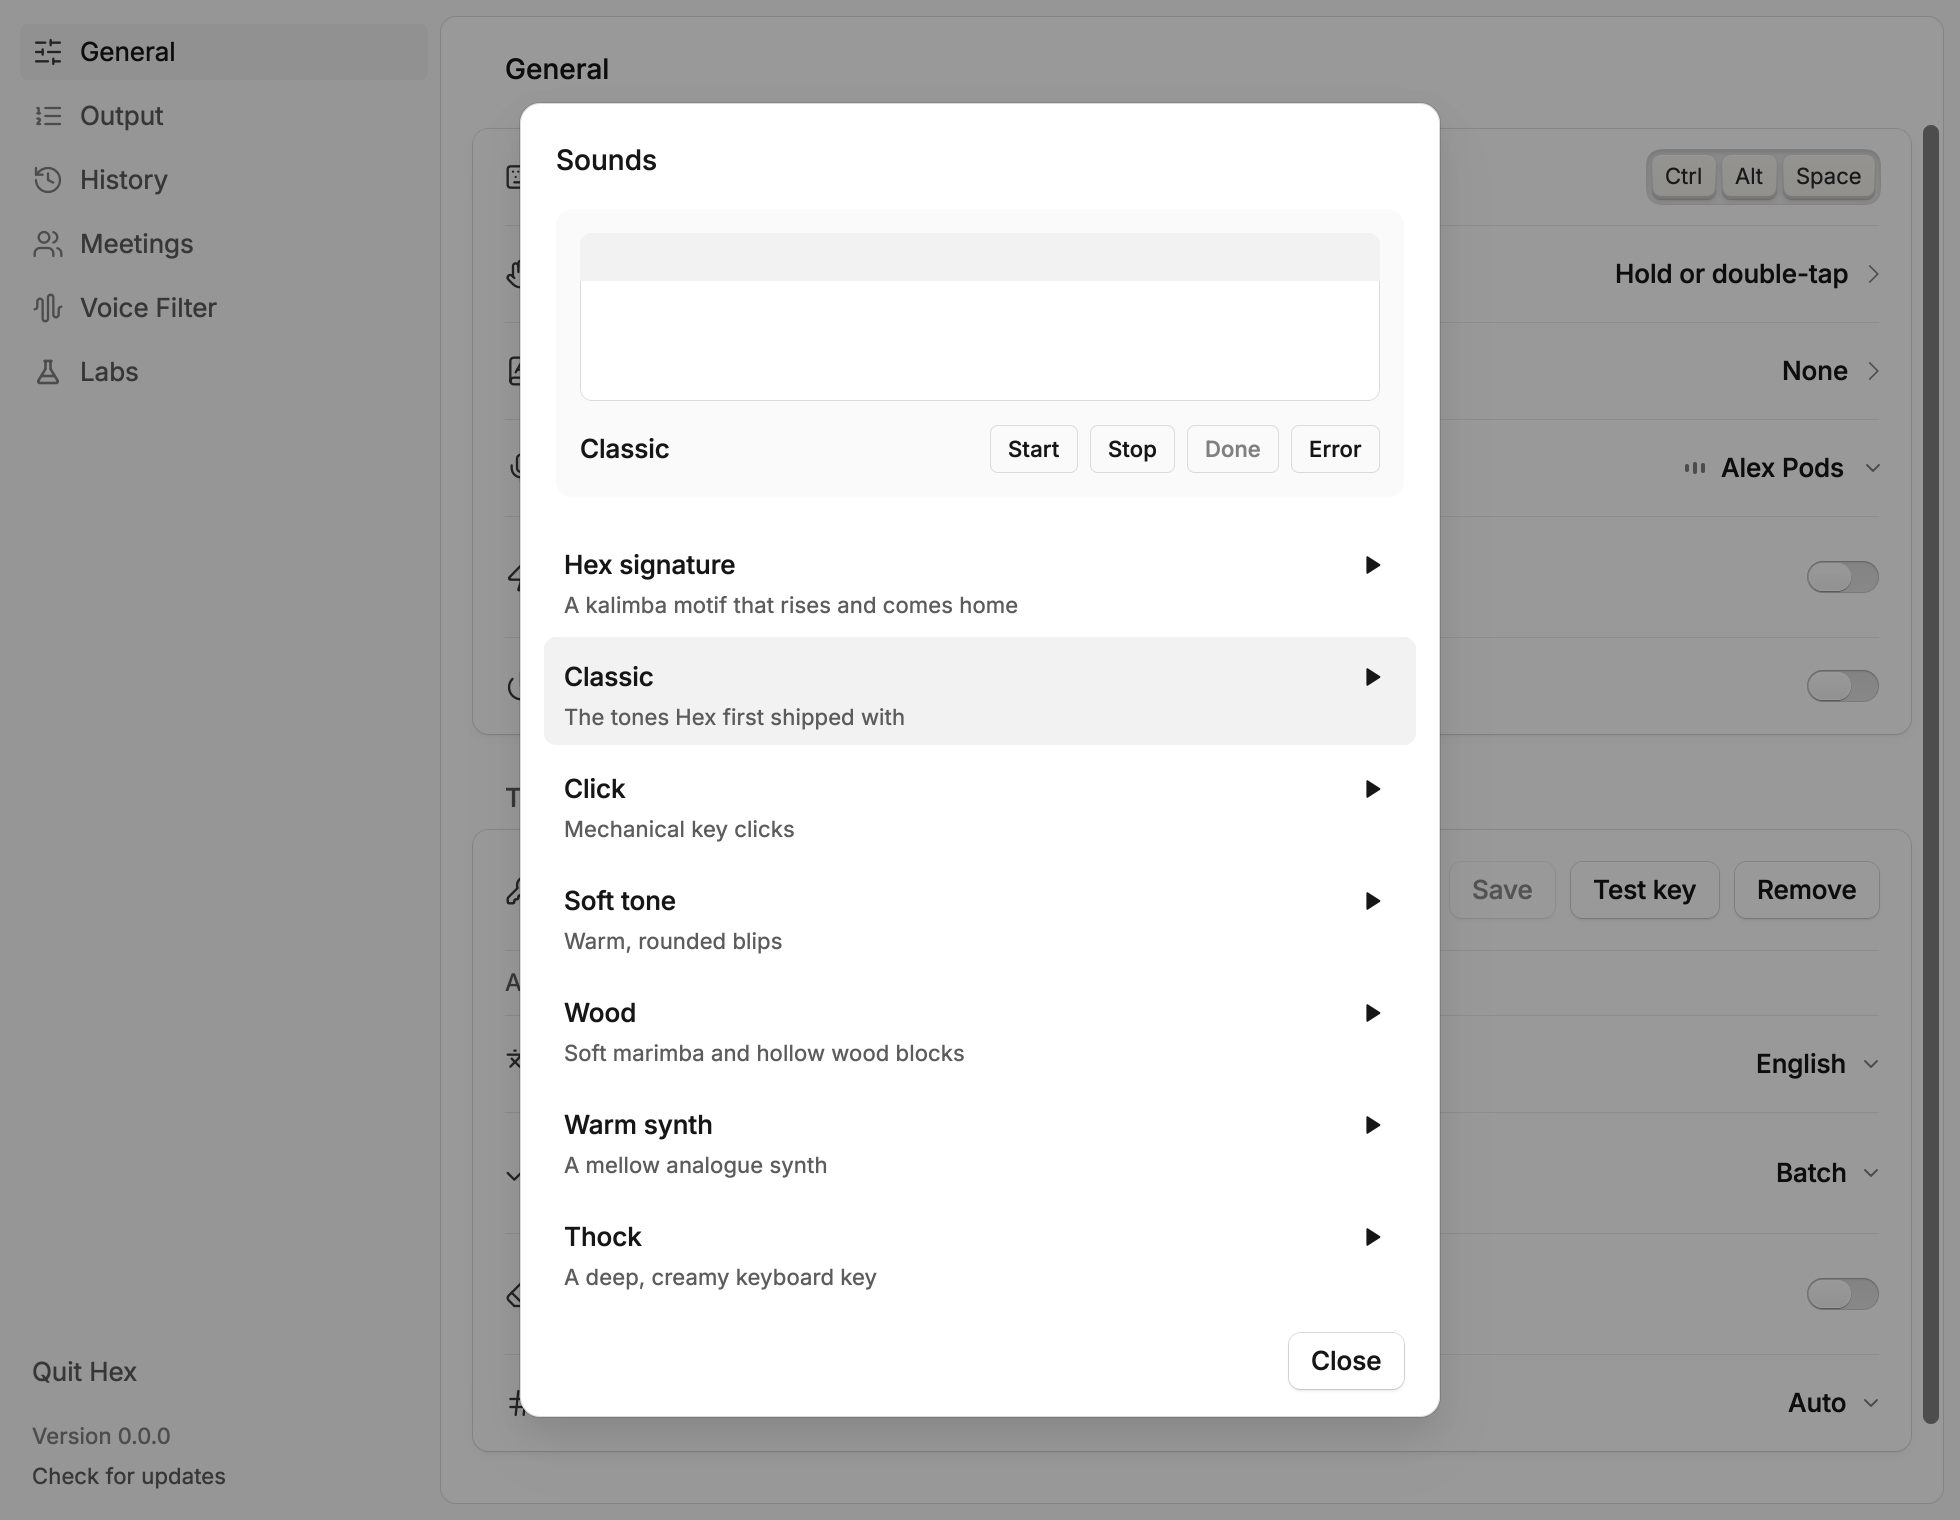 General
Output
History
Meetings
Voice Filter
Labs
Quit Hex
Version 0.0.0
Check for updates
General
Ctrl Alt Space
Hold or double-tap
None
Alex Pods
Save Test key Remove
English
Batch
Auto
Sounds
Classic Start Stop Done Error
Hex signature
A kalimba motif that rises and comes home
Classic
The tones Hex first shipped with
Click
Mechanical key clicks
Soft tone
Warm, rounded blips
Wood
Soft marimba and hollow wood blocks
Warm synth
A mellow analogue synth
Thock
A deep, creamy keyboard key
Close